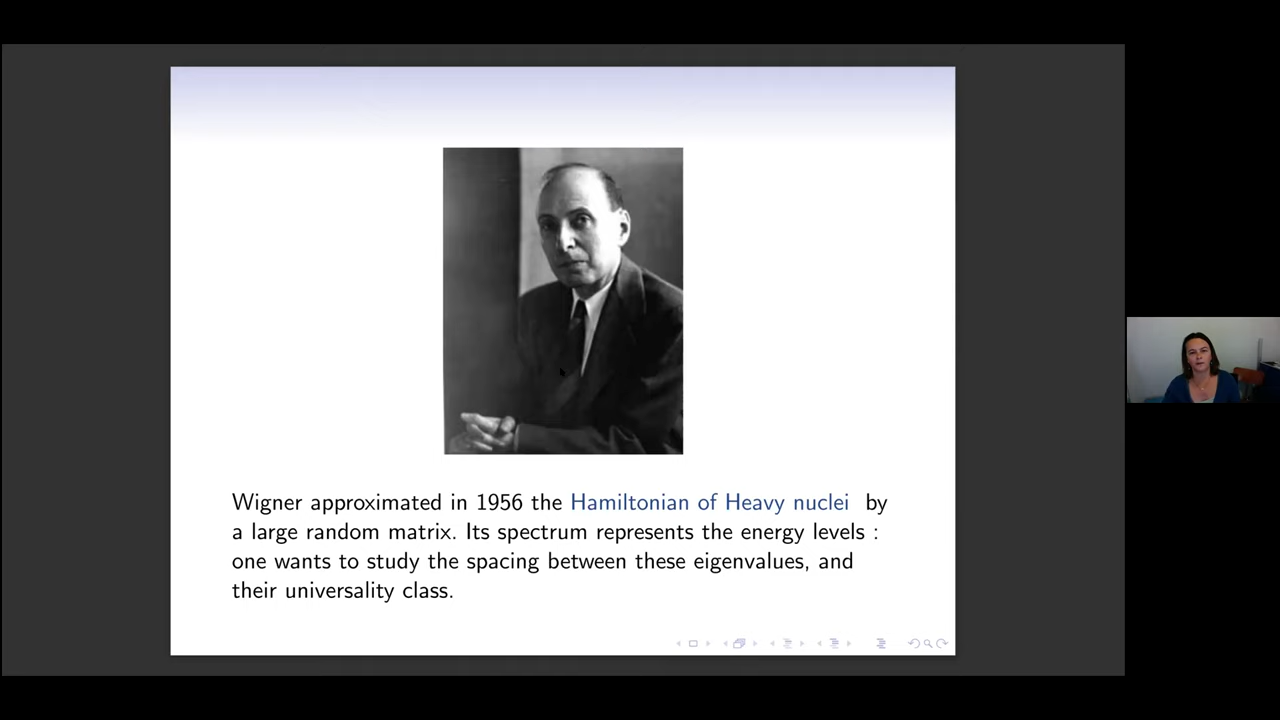 Wigner approximated in 1956 the Hamiltonian of Heavy nuclei by
a large random matrix. Its spectrum represents the energy levels :
one wants to study the spacing between these eigenvalues, and
their universality class.